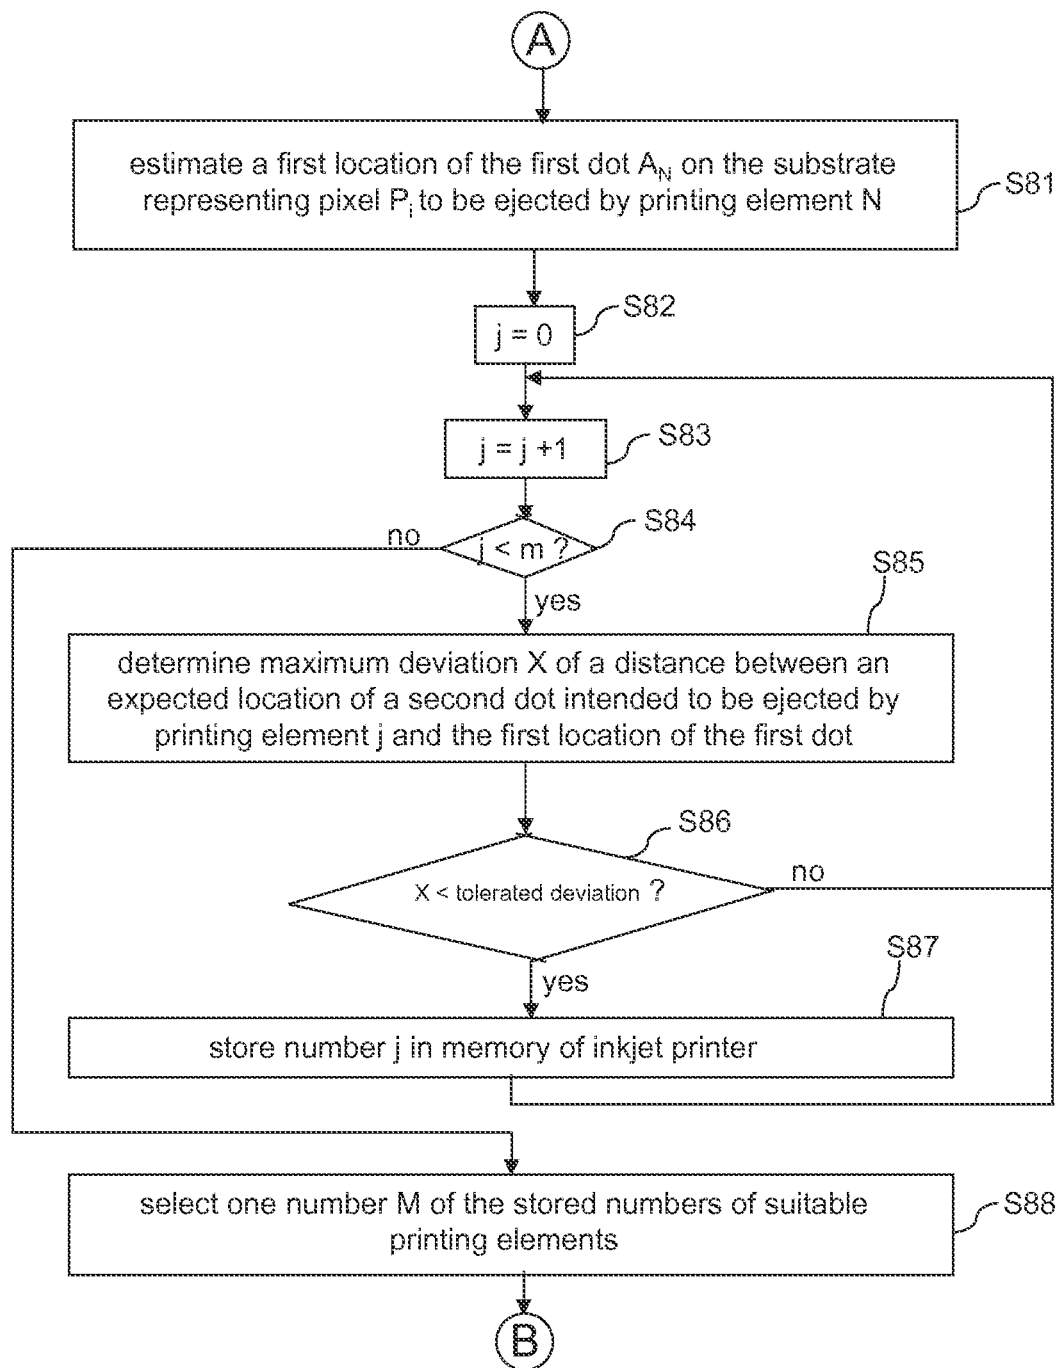 A
estimate a first location of the first dot A_N on the substrate
representing pixel P_i to be ejected by printing element N
S81
S82
j = 0
S83
j = j +1
S84
no
j < m ?
yes
S85
determine maximum deviation X of a distance between an
expected location of a second dot intended to be ejected by
printing element j and the first location of the first dot
S86
X < tolerated deviation ?
no
yes
S87
store number j in memory of inkjet printer
select one number M of the stored numbers of suitable
printing elements
S88
B